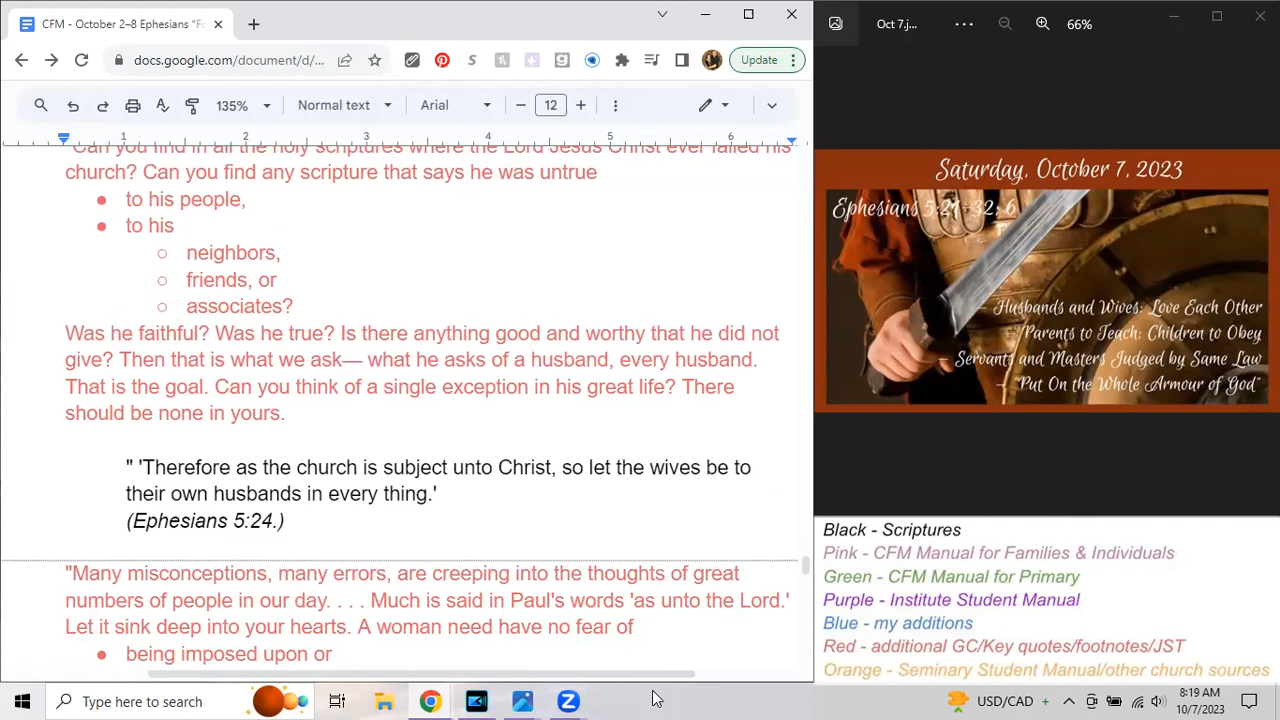 CFM - October 2–8 Ephesians "Fo
docs.google.com/document/d/...
Update
135%
Normal text
Arial
12
1 2 3 4 5 6
"Can you find in all the holy scriptures where the Lord Jesus Christ ever failed his
church? Can you find any scripture that says he was untrue
● to his people,
● to his
○ neighbors,
○ friends, or
○ associates?
Was he faithful? Was he true? Is there anything good and worthy that he did not
give? Then that is what we ask— what he asks of a husband, every husband.
That is the goal. Can you think of a single exception in his great life? There
should be none in yours.
" 'Therefore as the church is subject unto Christ, so let the wives be to
their own husbands in every thing.'
(Ephesians 5:24.)
"Many misconceptions, many errors, are creeping into the thoughts of great
numbers of people in our day. . . . Much is said in Paul's words 'as unto the Lord.'
Let it sink deep into your hearts. A woman need have no fear of
● being imposed upon or
Oct 7.j...
66%
Saturday, October 7, 2023
Ephesians 5:21-32; 6
– Husbands and Wives: Love Each Other
– Parents to Teach: Children to Obey
– Servants and Masters Judged by Same Law
– "Put On the Whole Armour of God"
Black - Scriptures
Pink - CFM Manual for Families & Individuals
Green - CFM Manual for Primary
Purple - Institute Student Manual
Blue - my additions
Red - additional GC/Key quotes/footnotes/JST
Orange - Seminary Student Manual/other church sources
Type here to search
USD/CAD
8:19 AM
10/7/2023